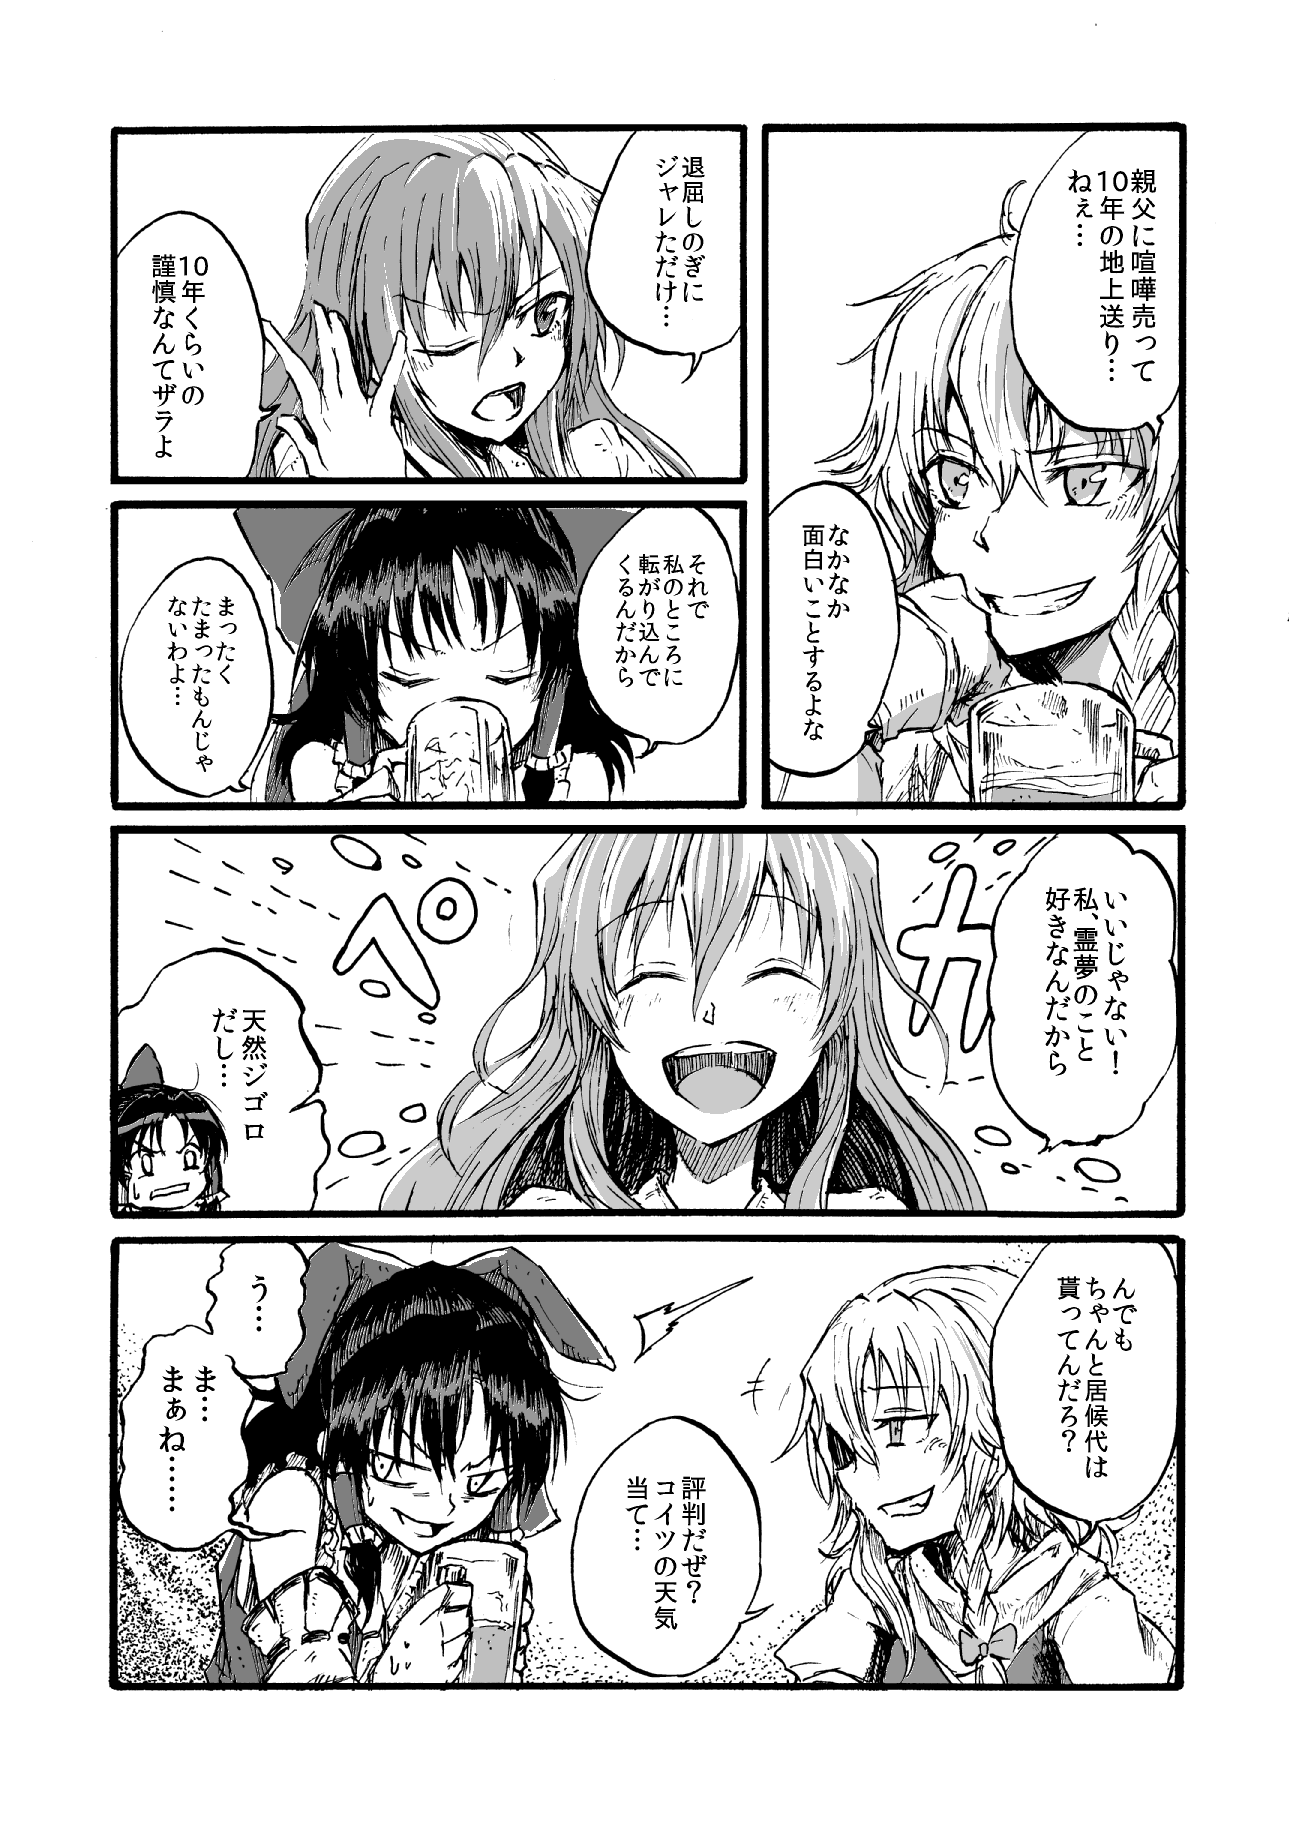 親父に喧嘩売って
10年の地上送り…
ねぇ…
なかなか
面白いことするよな
退屈しのぎに
ジャレただけ…
10年くらいの
謹慎なんてザラよ
それで
私のところに
転がり込んで
くるんだから
まったく
たまったもんじゃ
ないわよ…
いいじゃない!
私、霊夢のこと
好きなんだから
カ
ペ
天然ジゴロ
だし…
んでも
ちゃんと居候代は
貰ってんだろ?
評判だぜ?
コイツの天気
当て…
う…
ま…
まぁね……